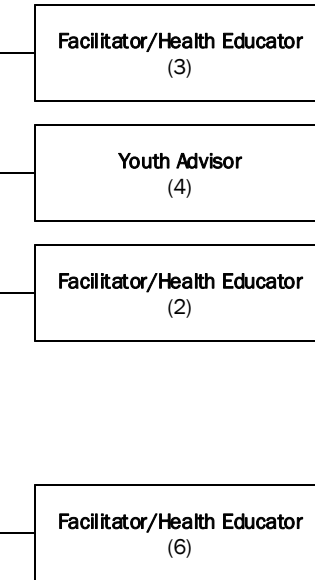 Facilitator/Health Educator
(3)
Youth Advisor
(4)
Facilitator/Health Educator
(2)
Facilitator/Health Educator
(6)